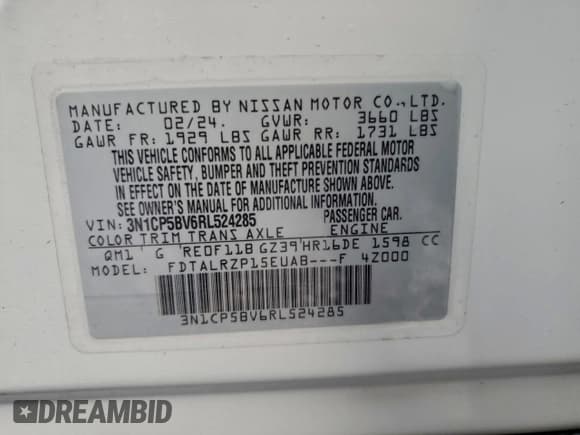 MANUFACTURED BY NISSAN MOTOR CO.,LTD.
DATE: 02/24. GVWR: 3660 LBS
GAWR FR: 1929 LBS GAWR RR: 1731 LBS
THIS VEHICLE CONFORMS TO ALL APPLICABLE FEDERAL MOTOR
VEHICLE SAFETY, BUMPER AND THEFT PREVENTION STANDARDS
IN EFFECT ON THE DATE OF MANUFACTURE SHOWN ABOVE.
SEE OWNER'S MANUAL FOR ADDITIONAL INFORMATION.
VIN: 3N1CP5BV6RL524285 PASSENGER CAR.
COLOR TRIM TRANS AXLE ENGINE
QM1 G RE0F11B GZ39 HR16DE 1598 CC
MODEL: FDTALRZP15EUAB---F 4Z000
3N1CP5BV6RL524285
DREAMBID